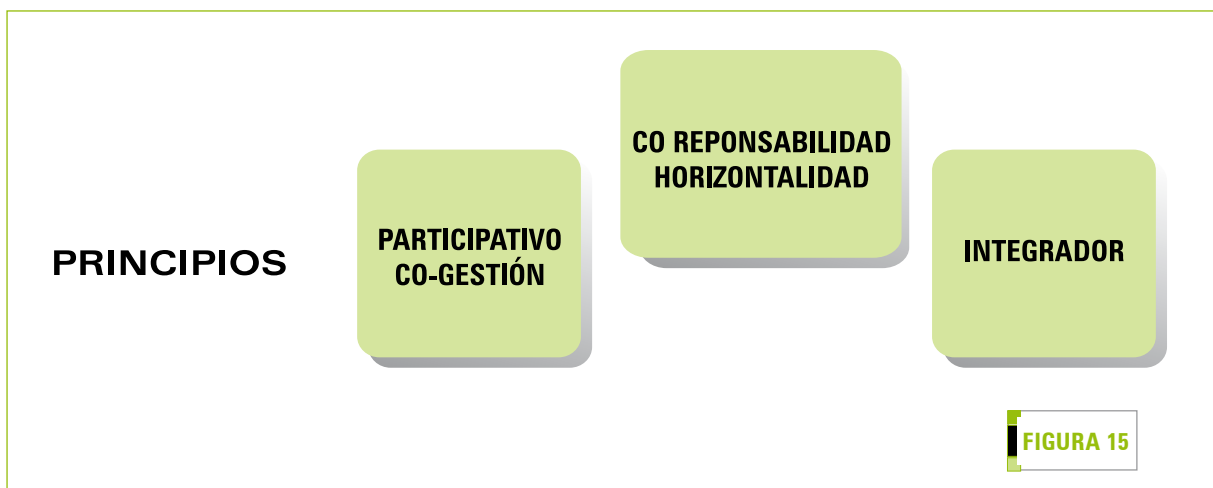 PRINCIPIOS
PARTICIPATIVO
CO-GESTIÓN
CO REPONSABILIDAD
HORIZONTALIDAD
INTEGRADOR
FIGURA 15